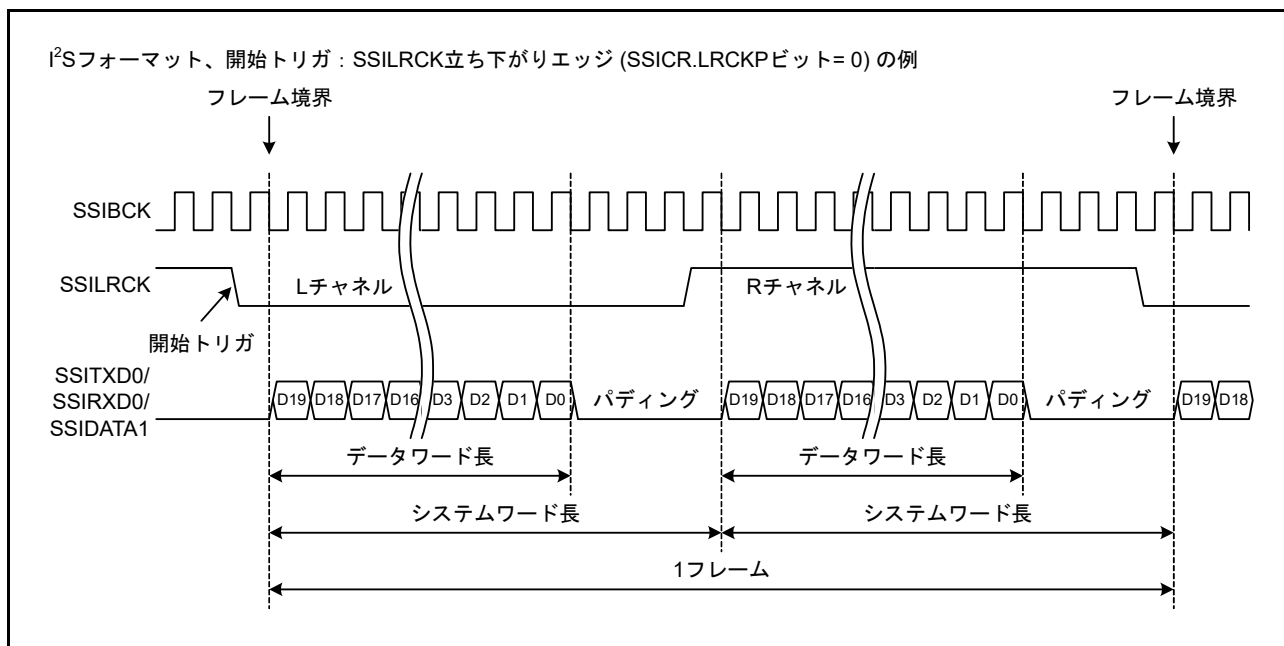 I²Sフォーマット、開始トリガ：SSILRCK立ち下がりエッジ (SSICR.LRCKPビット= 0) の例
フレーム境界 フレーム境界
SSIBCK
SSILRCK Lチャネル Rチャネル
開始トリガ
SSITXD0/
SSIRXD0/
SSIDATA1
D19 D18 D17 D16 D3 D2 D1 D0 パディング D19 D18 D17 D16 D3 D2 D1 D0 パディング D19 D18
データワード長 データワード長
システムワード長 システムワード長
1フレーム